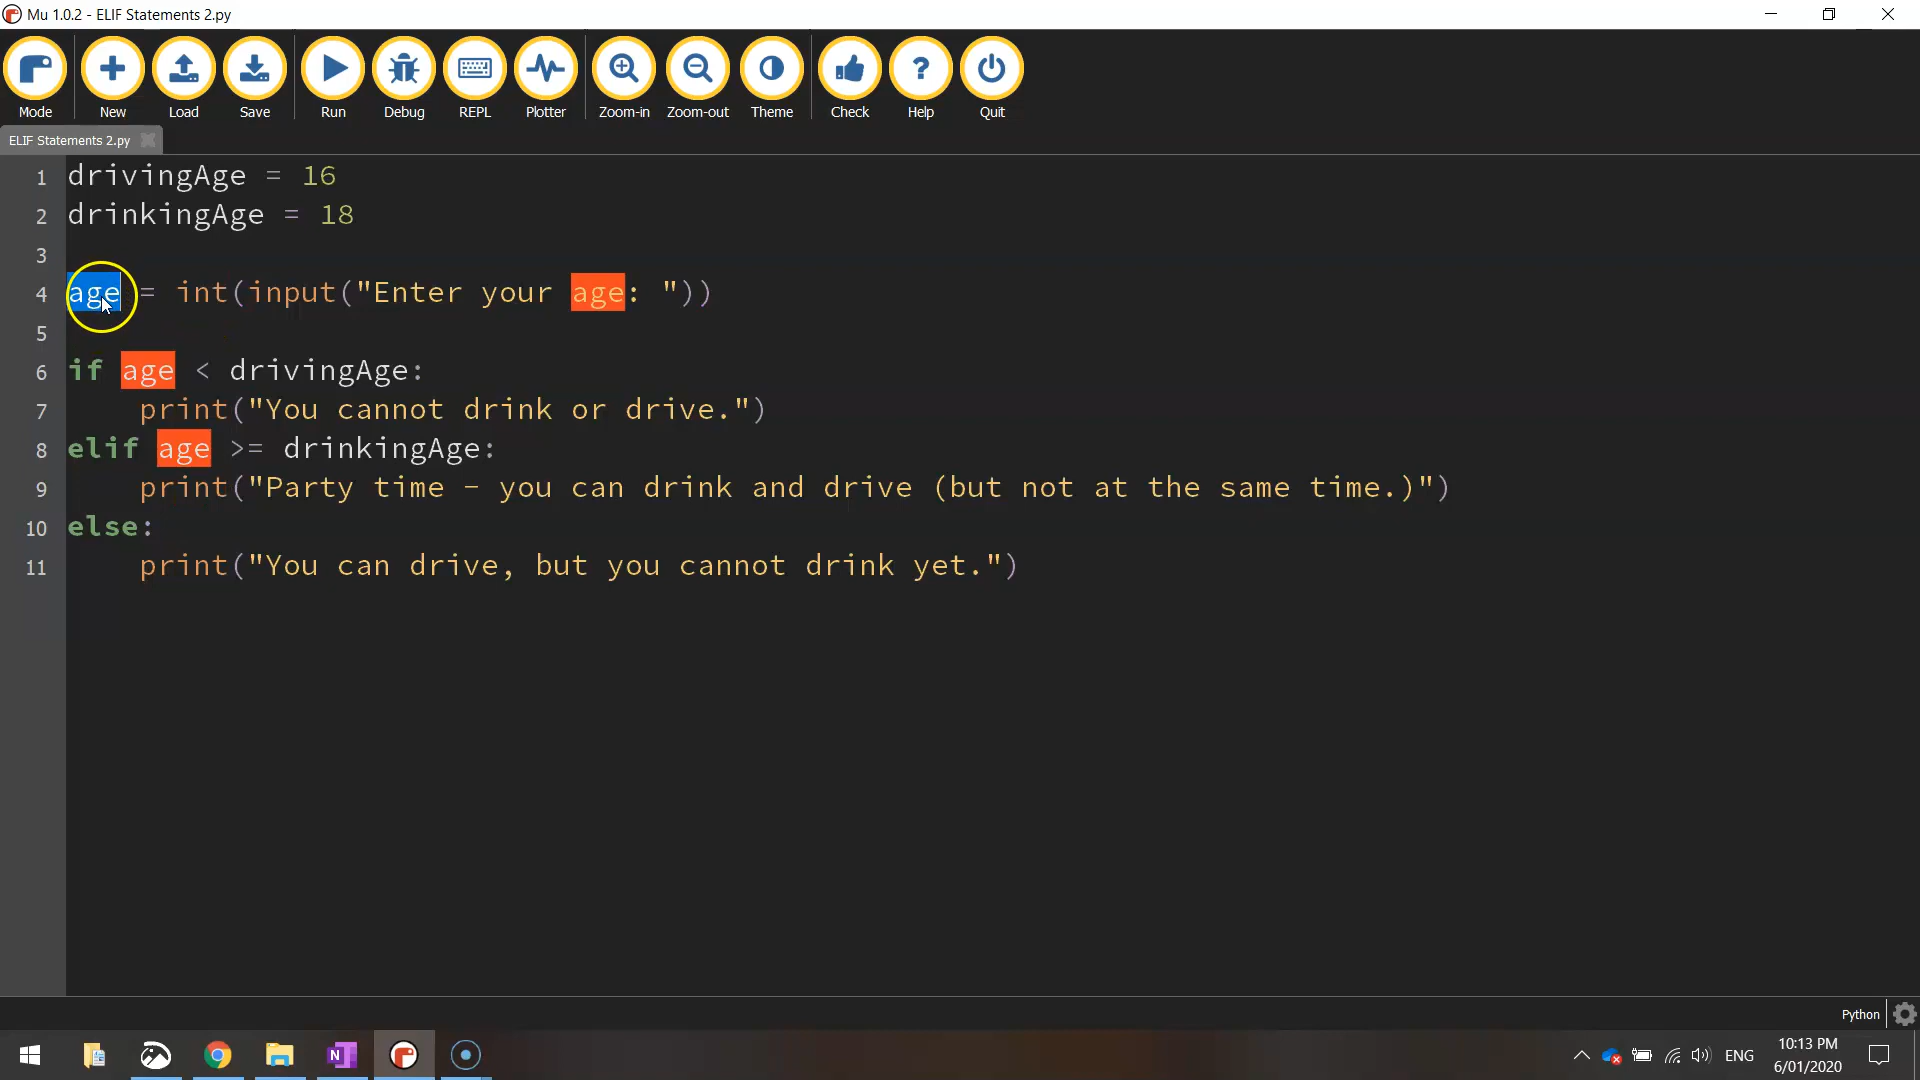 Mu 1.0.2 - ELIF Statements 2.py
Mode New Load Save Run Debug REPL Plotter Zoom-in Zoom-out Theme Check Help Quit
ELIF Statements 2.py
1 drivingAge = 16
2 drinkingAge = 18
3
4 age = int(input("Enter your age: "))
5
6 if age < drivingAge:
7 print("You cannot drink or drive.")
8 elif age >= drinkingAge:
9 print("Party time - you can drink and drive (but not at the same time.)")
10 else:
11 print("You can drive, but you cannot drink yet.")
Python
ENG
10:13 PM
6/01/2020